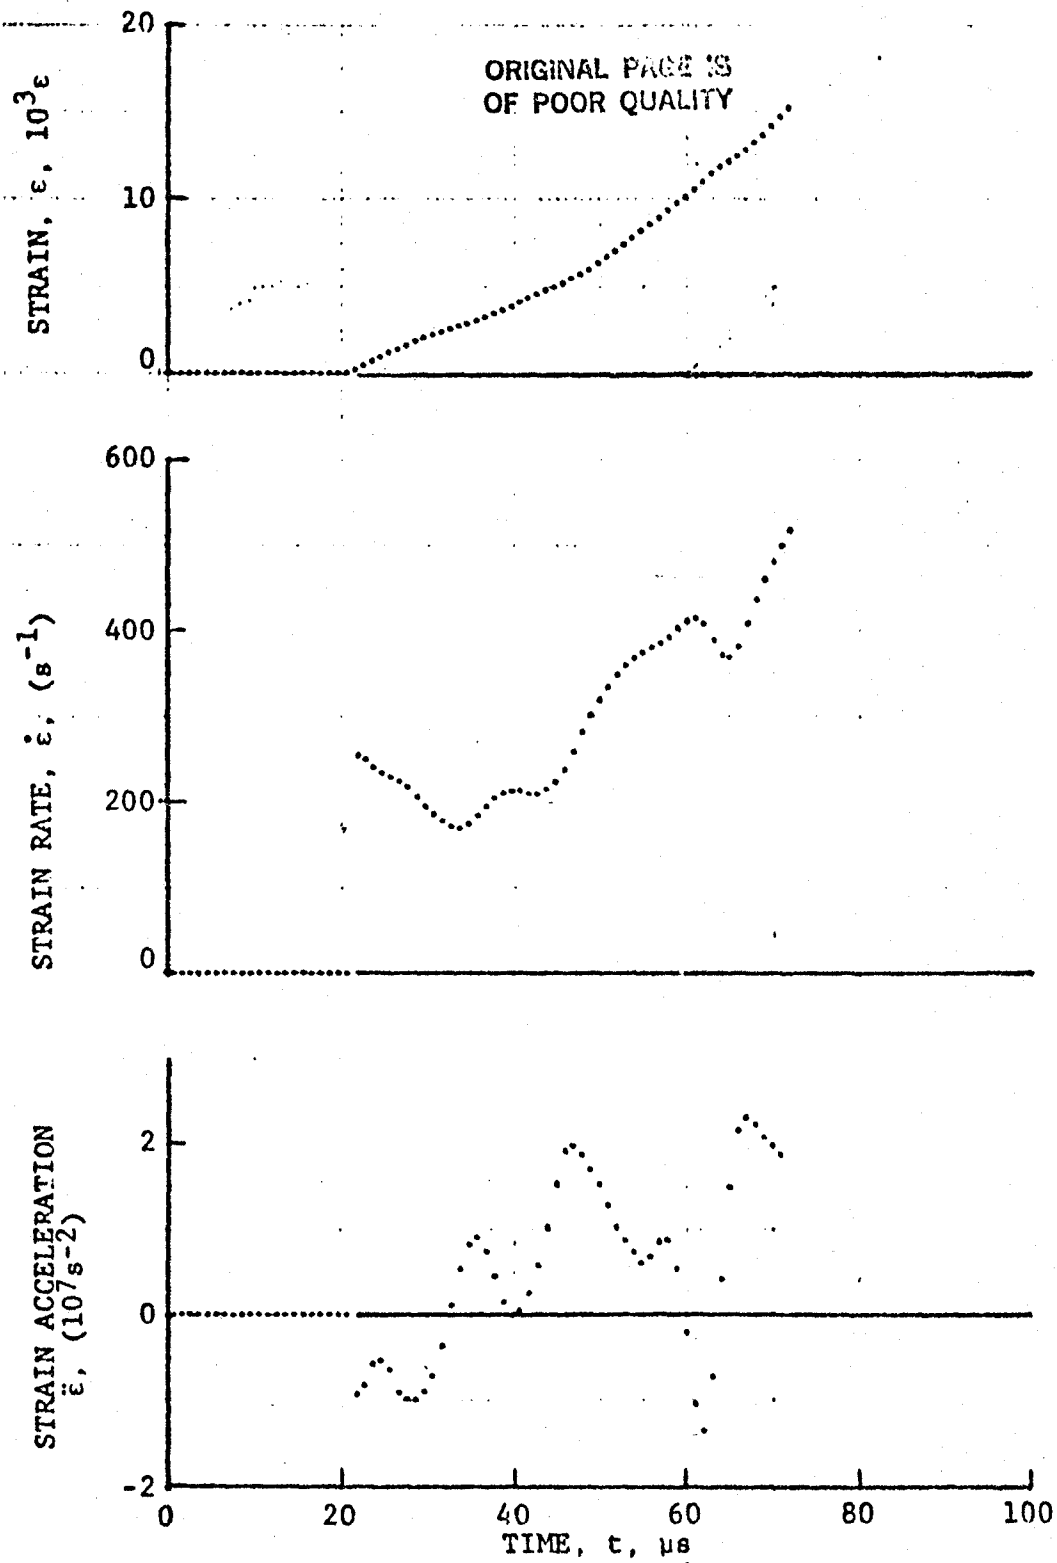 20
ORIGINAL PAGE IS
OF POOR QUALITY
STRAIN, ε, 10³ε
10
0
600
STRAIN RATE, ε̇, (s⁻¹)
400
200
0
STRAIN ACCELERATION
ε̈, (10⁷s⁻²)
2
0
-2
0 20 40 60 80 100
TIME, t, μs